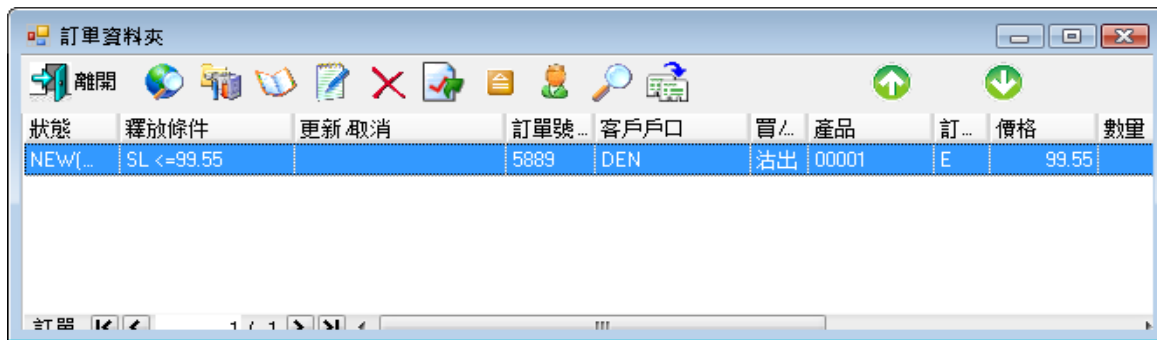 訂單資料夾
離開
狀態 釋放條件 更新/取消 訂單號... 客戶戶口 買/... 產品 訂... 價格 數量
NEW(... SL <=99.55 5889 DEN 沽出 00001 E 99.55
訂單 1 / 1